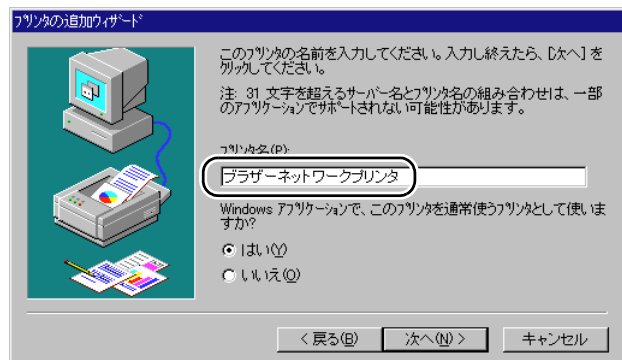 プリンタの追加ウィザード
このプリンタの名前を入力してください。入力し終えたら、[次へ] を
クリックしてください。
注: 31 文字を超えるサーバー名とプリンタ名の組み合わせは、一部
のアプリケーションでサポートされない可能性があります。
プリンタ名(P):
ブラザーネットワークプリンタ
Windows アプリケーションで、このプリンタを通常使うプリンタとして使いま
すか?
はい(Y)
いいえ(O)
< 戻る(B) 次へ(N) > キャンセル